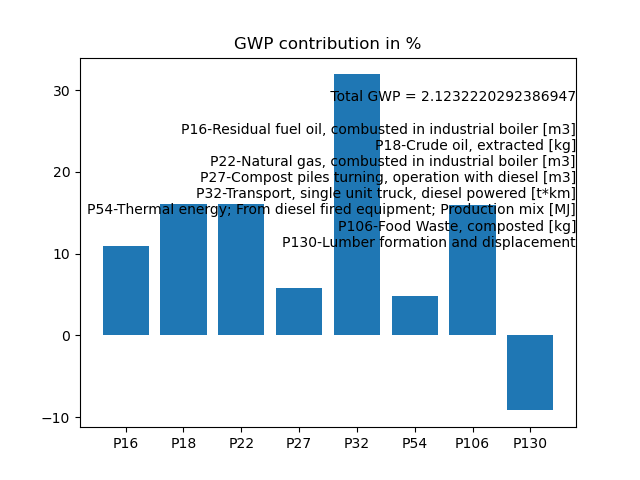 GWP contribution in %
30
20
10
0
−10
Total GWP = 2.1232220292386947
P16-Residual fuel oil, combusted in industrial boiler [m3]
P18-Crude oil, extracted [kg]
P22-Natural gas, combusted in industrial boiler [m3]
P27-Compost piles turning, operation with diesel [m3]
P32-Transport, single unit truck, diesel powered [t*km]
P54-Thermal energy; From diesel fired equipment; Production mix [MJ]
P106-Food Waste, composted [kg]
P130-Lumber formation and displacement
P16 P18 P22 P27 P32 P54 P106 P130